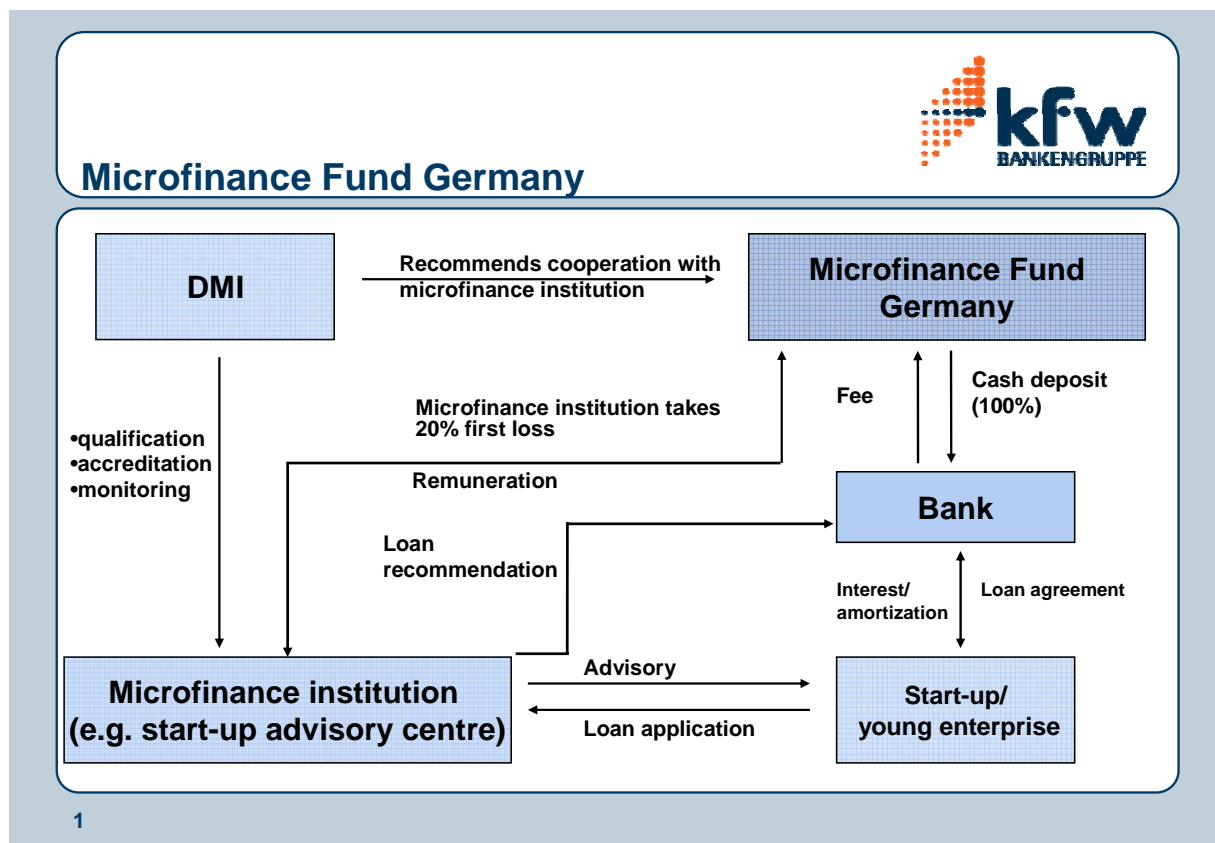 kfw
BANKENGRUPPE
Microfinance Fund Germany
DMI
Recommends cooperation with
microfinance institution
Microfinance Fund
Germany
•qualification
•accreditation
•monitoring
Microfinance institution takes
20% first loss
Remuneration
Fee
Cash deposit
(100%)
Bank
Loan
recommendation
Interest/
amortization
Loan agreement
Microfinance institution
(e.g. start-up advisory centre)
Advisory
Loan application
Start-up/
young enterprise
1